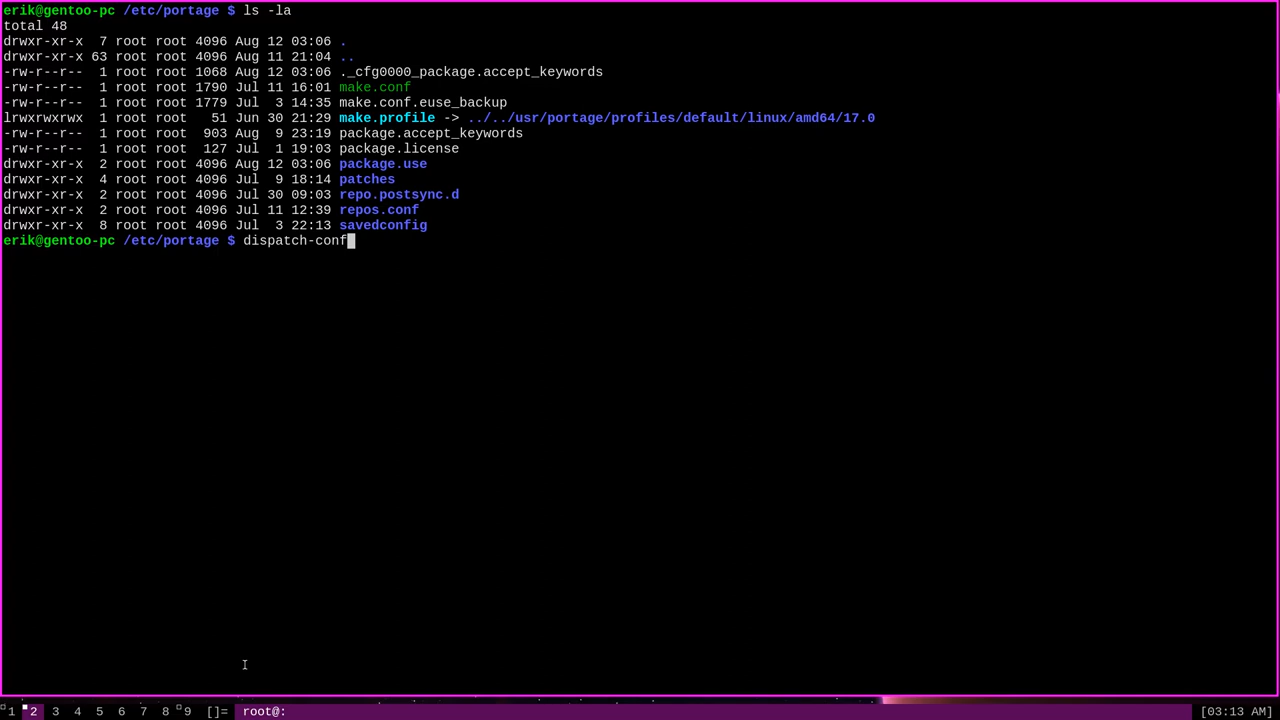 erik@gentoo-pc /etc/portage $ ls -la
total 48
drwxr-xr-x  7 root root 4096 Aug 12 03:06 .
drwxr-xr-x 63 root root 4096 Aug 11 21:04 ..
-rw-r--r--  1 root root 1068 Aug 12 03:06 ._cfg0000_package.accept_keywords
-rw-r--r--  1 root root 1790 Jul 11 16:01 make.conf
-rw-r--r--  1 root root 1779 Jul  3 14:35 make.conf.euse_backup
lrwxrwxrwx  1 root root   51 Jun 30 21:29 make.profile -> ../../usr/portage/profiles/default/linux/amd64/17.0
-rw-r--r--  1 root root  903 Aug  9 23:19 package.accept_keywords
-rw-r--r--  1 root root  127 Jul  1 19:03 package.license
drwxr-xr-x  2 root root 4096 Aug 12 03:06 package.use
drwxr-xr-x  4 root root 4096 Jul  9 18:14 patches
drwxr-xr-x  2 root root 4096 Jul 30 09:03 repo.postsync.d
drwxr-xr-x  2 root root 4096 Jul 11 12:39 repos.conf
drwxr-xr-x  8 root root 4096 Jul  3 22:13 savedconfig
erik@gentoo-pc /etc/portage $ dispatch-conf
1 2 3 4 5 6 7 8 9 []= root@: [03:13 AM]